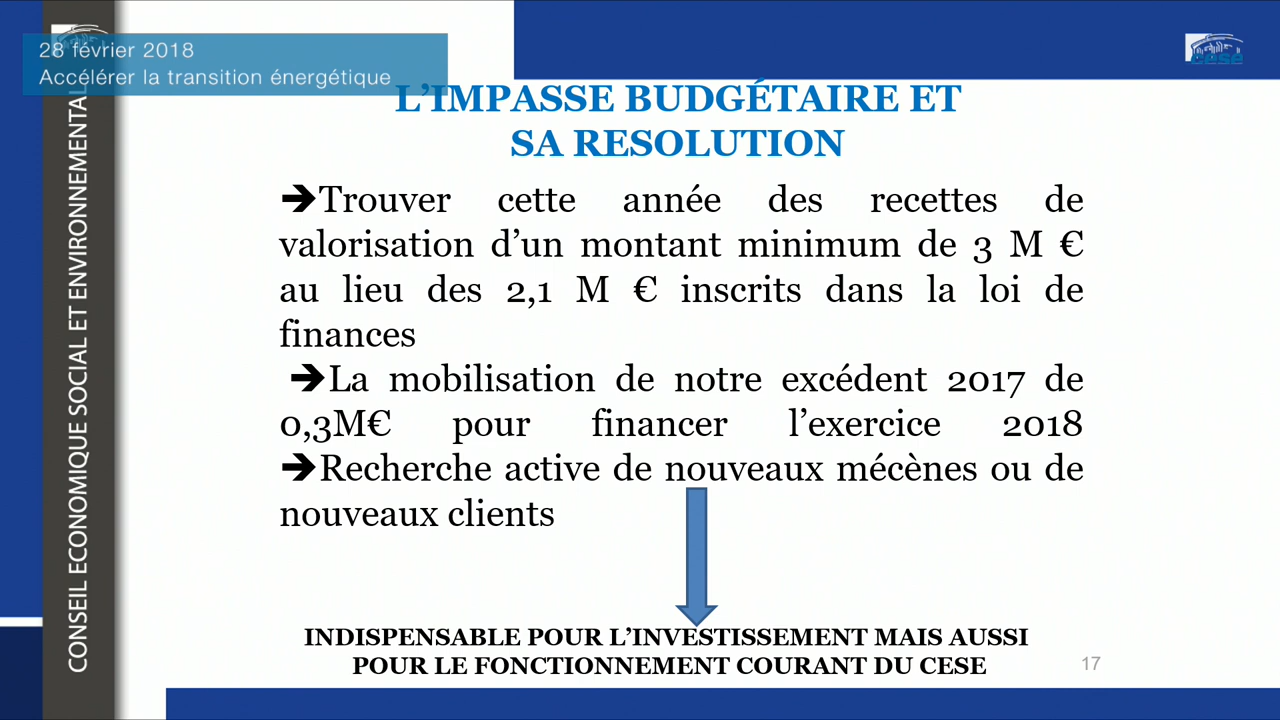 28 février 2018
Accélérer la transition énergétique
cese
CONSEIL ECONOMIQUE SOCIAL ET ENVIRONNEMENTAL
L’IMPASSE BUDGÉTAIRE ET
SA RESOLUTION
➔Trouver cette année des recettes de
valorisation d’un montant minimum de 3 M €
au lieu des 2,1 M € inscrits dans la loi de
finances
➔La mobilisation de notre excédent 2017 de
0,3M€ pour financer l’exercice 2018
➔Recherche active de nouveaux mécènes ou de
nouveaux clients
INDISPENSABLE POUR L’INVESTISSEMENT MAIS AUSSI
POUR LE FONCTIONNEMENT COURANT DU CESE
17